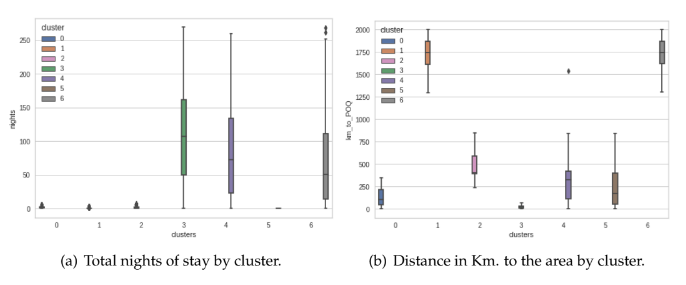 cluster
0
1
2
3
4
5
6
250
200
150
100
50
0
nights
0 1 2 3 4 5 6
clusters
(a) Total nights of stay by cluster.
cluster
0
1
2
3
4
5
6
2000
1750
1500
1250
1000
750
500
250
0
km_to_POQ
0 1 2 3 4 5 6
clusters
(b) Distance in Km. to the area by cluster.